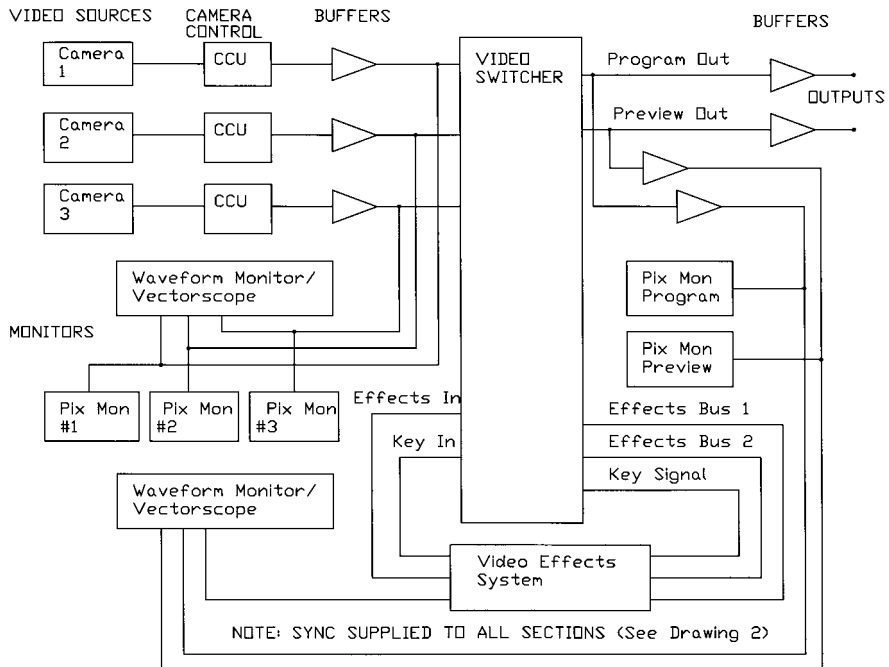 VIDEO SOURCES
CAMERA
CONTROL
BUFFERS
BUFFERS
Camera
1
CCU
VIDEO
SWITCHER
Program Out
OUTPUTS
Camera
2
CCU
Preview Out
Camera
3
CCU
Waveform Monitor/
Vectorscope
Pix Mon
Program
MONITORS
Pix Mon
Preview
Pix Mon
#1
Pix Mon
#2
Pix Mon
#3
Effects In
Effects Bus 1
Key In
Effects Bus 2
Key Signal
Waveform Monitor/
Vectorscope
Video Effects
System
NOTE: SYNC SUPPLIED TO ALL SECTIONS (See Drawing 2)